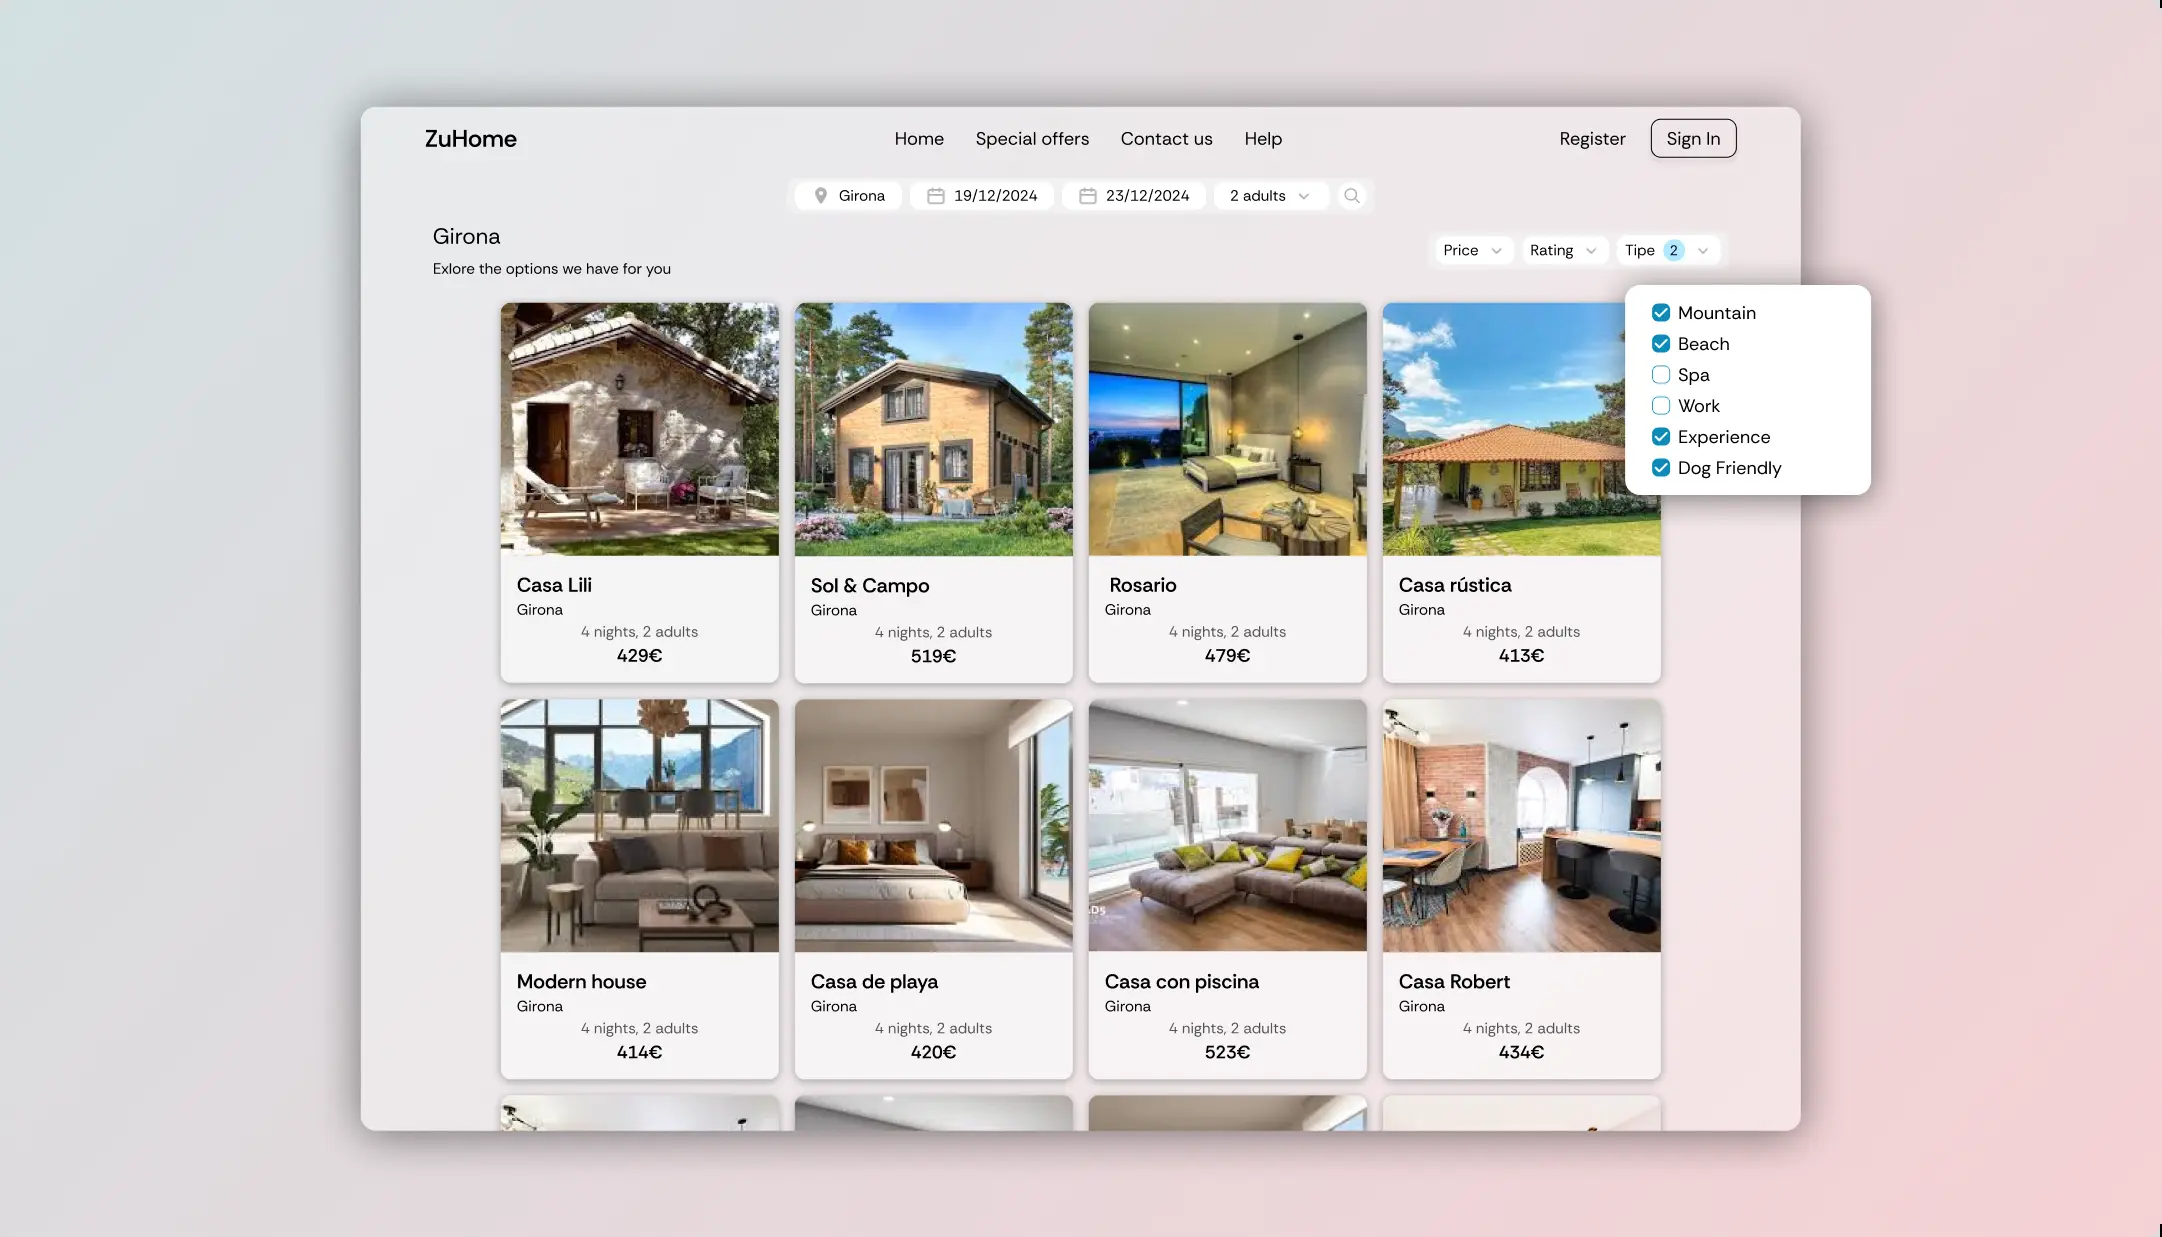 ZuHome Home Special offers Contact us Help Register Sign In
Girona 19/12/2024 23/12/2024 2 adults
Girona
Exlore the options we have for you
Price Rating Tipe 2
Mountain
Beach
Spa
Work
Experience
Dog Friendly
Casa Lili
Girona
4 nights, 2 adults
429€
Sol & Campo
Girona
4 nights, 2 adults
519€
Rosario
Girona
4 nights, 2 adults
479€
Casa rústica
Girona
4 nights, 2 adults
413€
Modern house
Girona
4 nights, 2 adults
414€
Casa de playa
Girona
4 nights, 2 adults
420€
Casa con piscina
Girona
4 nights, 2 adults
523€
Casa Robert
Girona
4 nights, 2 adults
434€